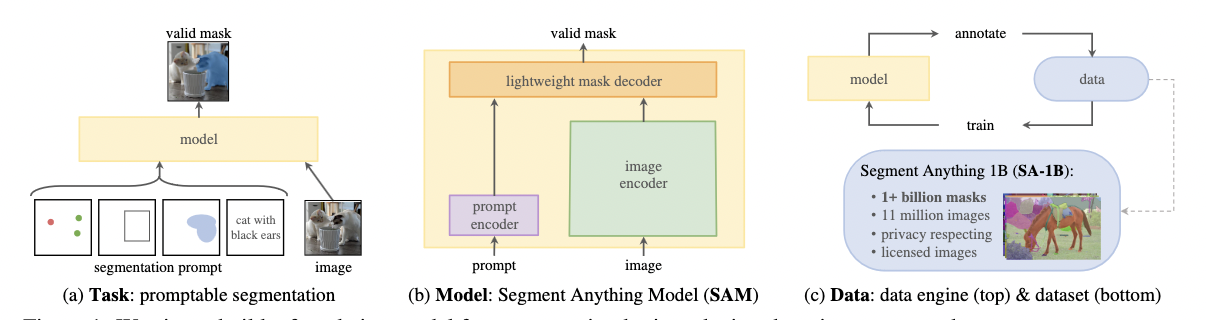 valid mask
model
cat with
black ears
segmentation prompt
image
(a) Task: promptable segmentation
valid mask
lightweight mask decoder
image
encoder
prompt
encoder
prompt
image
(b) Model: Segment Anything Model (SAM)
annotate
model
data
train
Segment Anything 1B (SA-1B):
• 1+ billion masks
• 11 million images
• privacy respecting
• licensed images
(c) Data: data engine (top) & dataset (bottom)